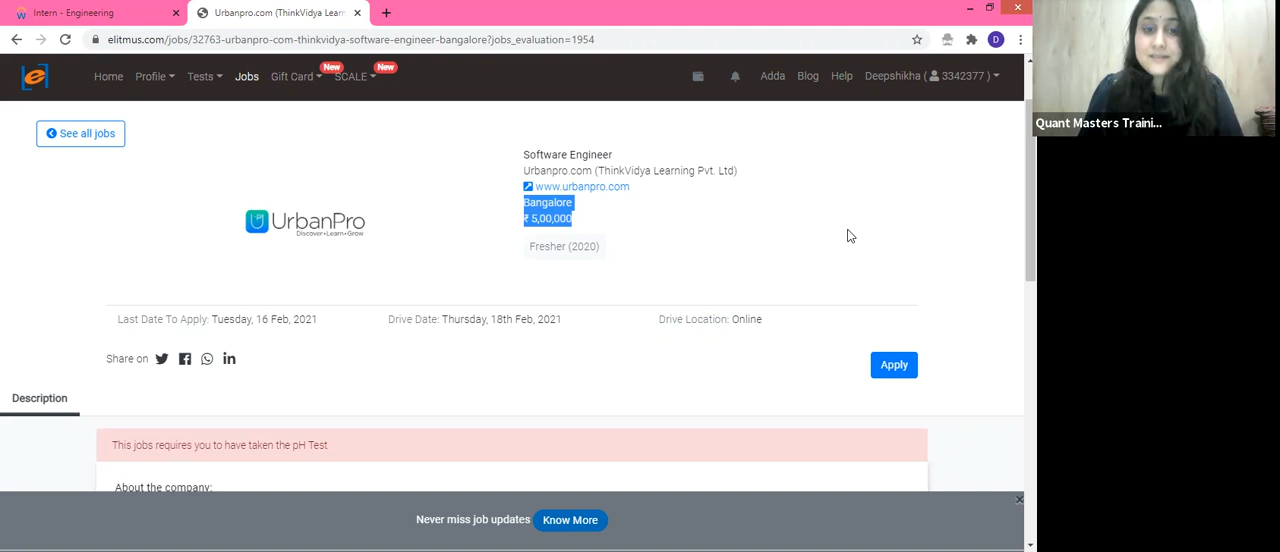 Intern - Engineering
Urbanpro.com (ThinkVidya Learn
elitmus.com/jobs/32763-urbanpro-com-thinkvidya-software-engineer-bangalore?jobs_evaluation=1954
D
Home Profile Tests Jobs Gift Card New SCALE New Adda Blog Help Deepshikha ( 3342377 )
See all jobs
Software Engineer
Urbanpro.com (ThinkVidya Learning Pvt. Ltd)
www.urbanpro.com
Bangalore
₹ 5,00,000
Fresher (2020)
UrbanPro
Discover•Learn•Grow
Last Date To Apply: Tuesday, 16 Feb, 2021 Drive Date: Thursday, 18th Feb, 2021 Drive Location: Online
Share on
Apply
Description
This jobs requires you to have taken the pH Test
About the company:
Never miss job updates Know More
Quant Masters Traini...